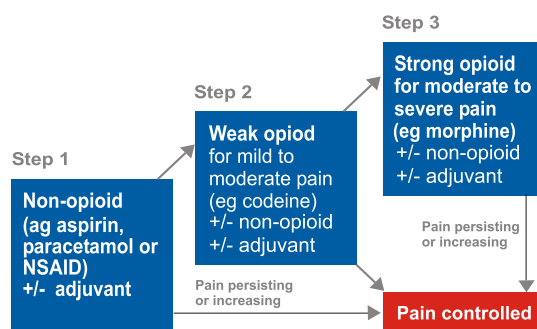 Step 1
Non-opioid
(ag aspirin,
paracetamol or
NSAID)
+/- adjuvant
Step 2
Weak opiod
for mild to
moderate pain
(eg codeine)
+/- non-opioid
+/- adjuvant
Step 3
Strong opioid
for moderate to
severe pain
(eg morphine)
+/- non-opioid
+/- adjuvant
Pain persisting
or increasing
Pain persisting
or increasing
Pain controlled